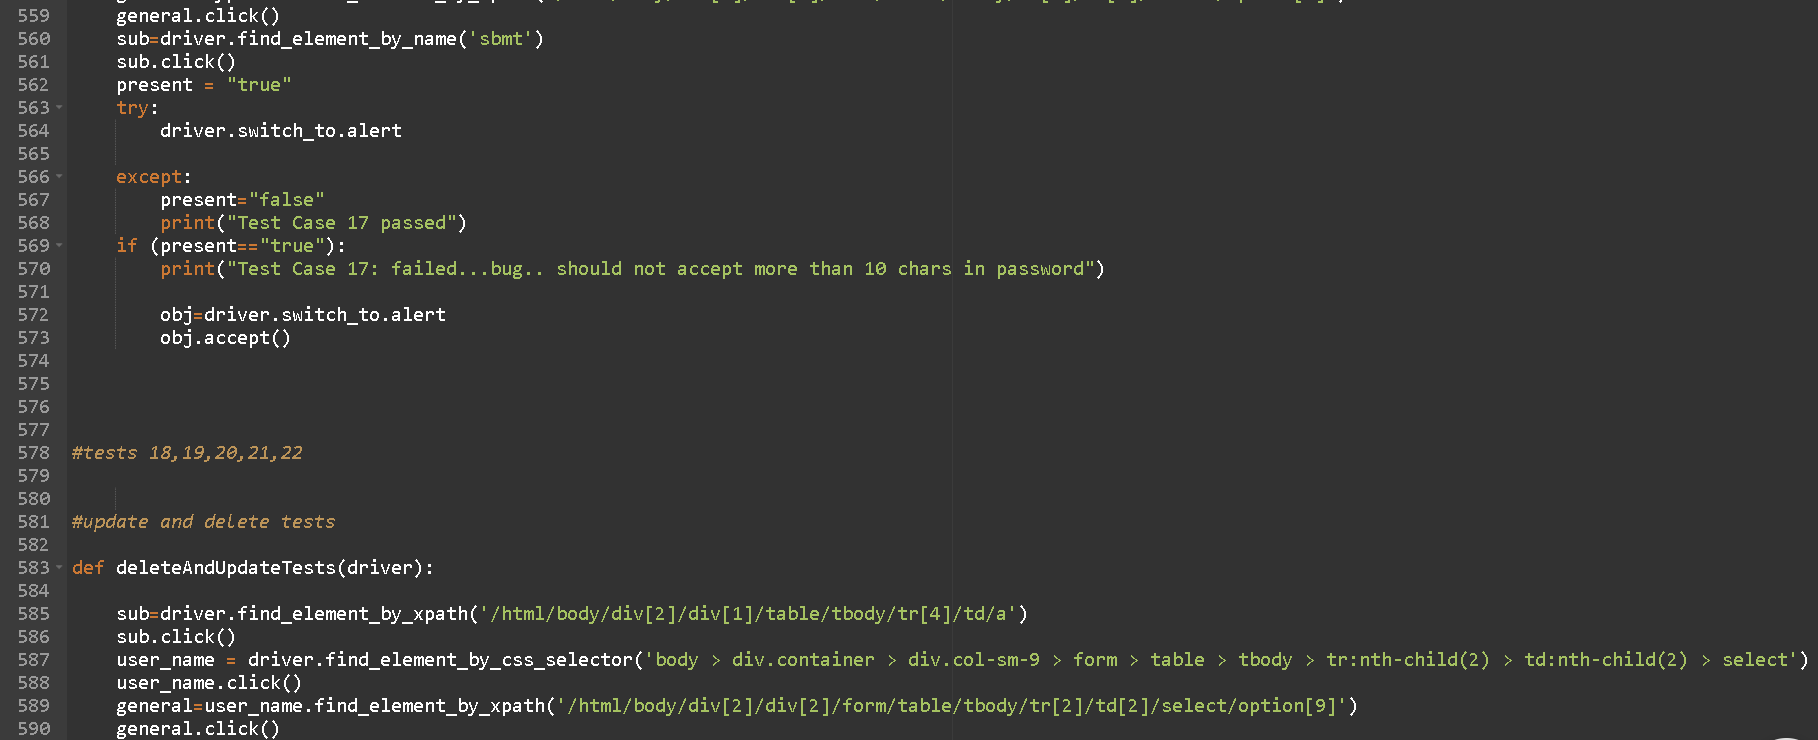 559 general.click()
560 sub=driver.find_element_by_name('sbmt')
561 sub.click()
562 present = "true"
563 try:
564 driver.switch_to.alert
565
566 except:
567 present="false"
568 print("Test Case 17 passed")
569 if (present=="true"):
570 print("Test Case 17: failed...bug.. should not accept more than 10 chars in password")
571
572 obj=driver.switch_to.alert
573 obj.accept()
574
575
576
577
578 #tests 18,19,20,21,22
579
580
581 #update and delete tests
582
583 def deleteAndUpdateTests(driver):
584
585 sub=driver.find_element_by_xpath('/html/body/div[2]/div[1]/table/tbody/tr[4]/td/a')
586 sub.click()
587 user_name = driver.find_element_by_css_selector('body > div.container > div.col-sm-9 > form > table > tbody > tr:nth-child(2) > td:nth-child(2) > select')
588 user_name.click()
589 general=user_name.find_element_by_xpath('/html/body/div[2]/div[2]/form/table/tbody/tr[2]/td[2]/select/option[9]')
590 general.click()